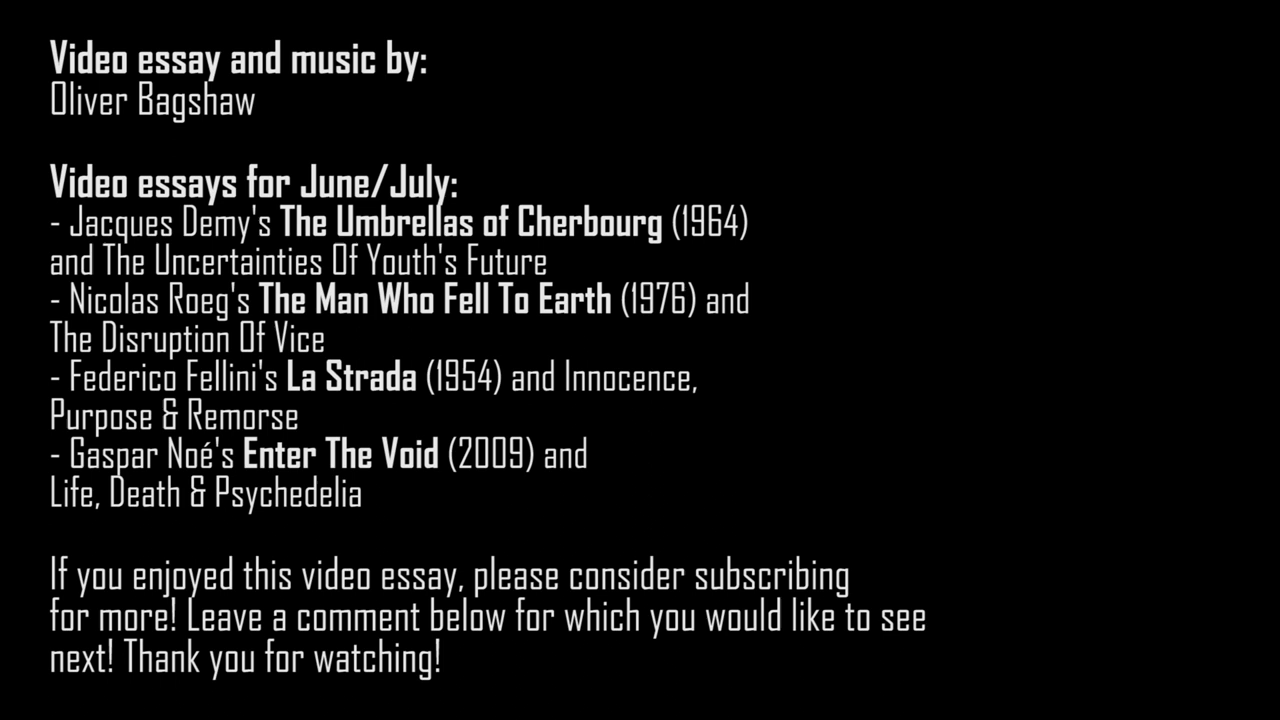 Video essay and music by:
Oliver Bagshaw
Video essays for June/July:
- Jacques Demy's The Umbrellas of Cherbourg (1964)
and The Uncertainties Of Youth's Future
- Nicolas Roeg's The Man Who Fell To Earth (1976) and
The Disruption Of Vice
- Federico Fellini's La Strada (1954) and Innocence,
Purpose & Remorse
- Gaspar Noé's Enter The Void (2009) and
Life, Death & Psychedelia
If you enjoyed this video essay, please consider subscribing
for more! Leave a comment below for which you would like to see
next! Thank you for watching!